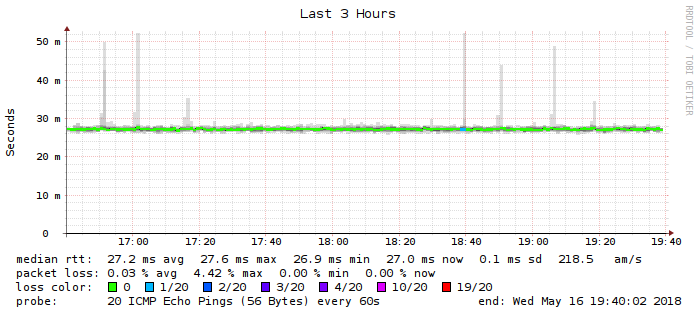 Last 3 Hours
RRDTOOL / TOBI OETIKER
Seconds
50 m
40 m
30 m
20 m
10 m
0
17:00 17:20 17:40 18:00 18:20 18:40 19:00 19:20 19:40
median rtt: 27.2 ms avg 27.6 ms max 26.9 ms min 27.0 ms now 0.1 ms sd 218.5 am/s
packet loss: 0.03 % avg 4.42 % max 0.00 % min 0.00 % now
loss color: 0 1/20 2/20 3/20 4/20 10/20 19/20
probe: 20 ICMP Echo Pings (56 Bytes) every 60s end: Wed May 16 19:40:02 2018